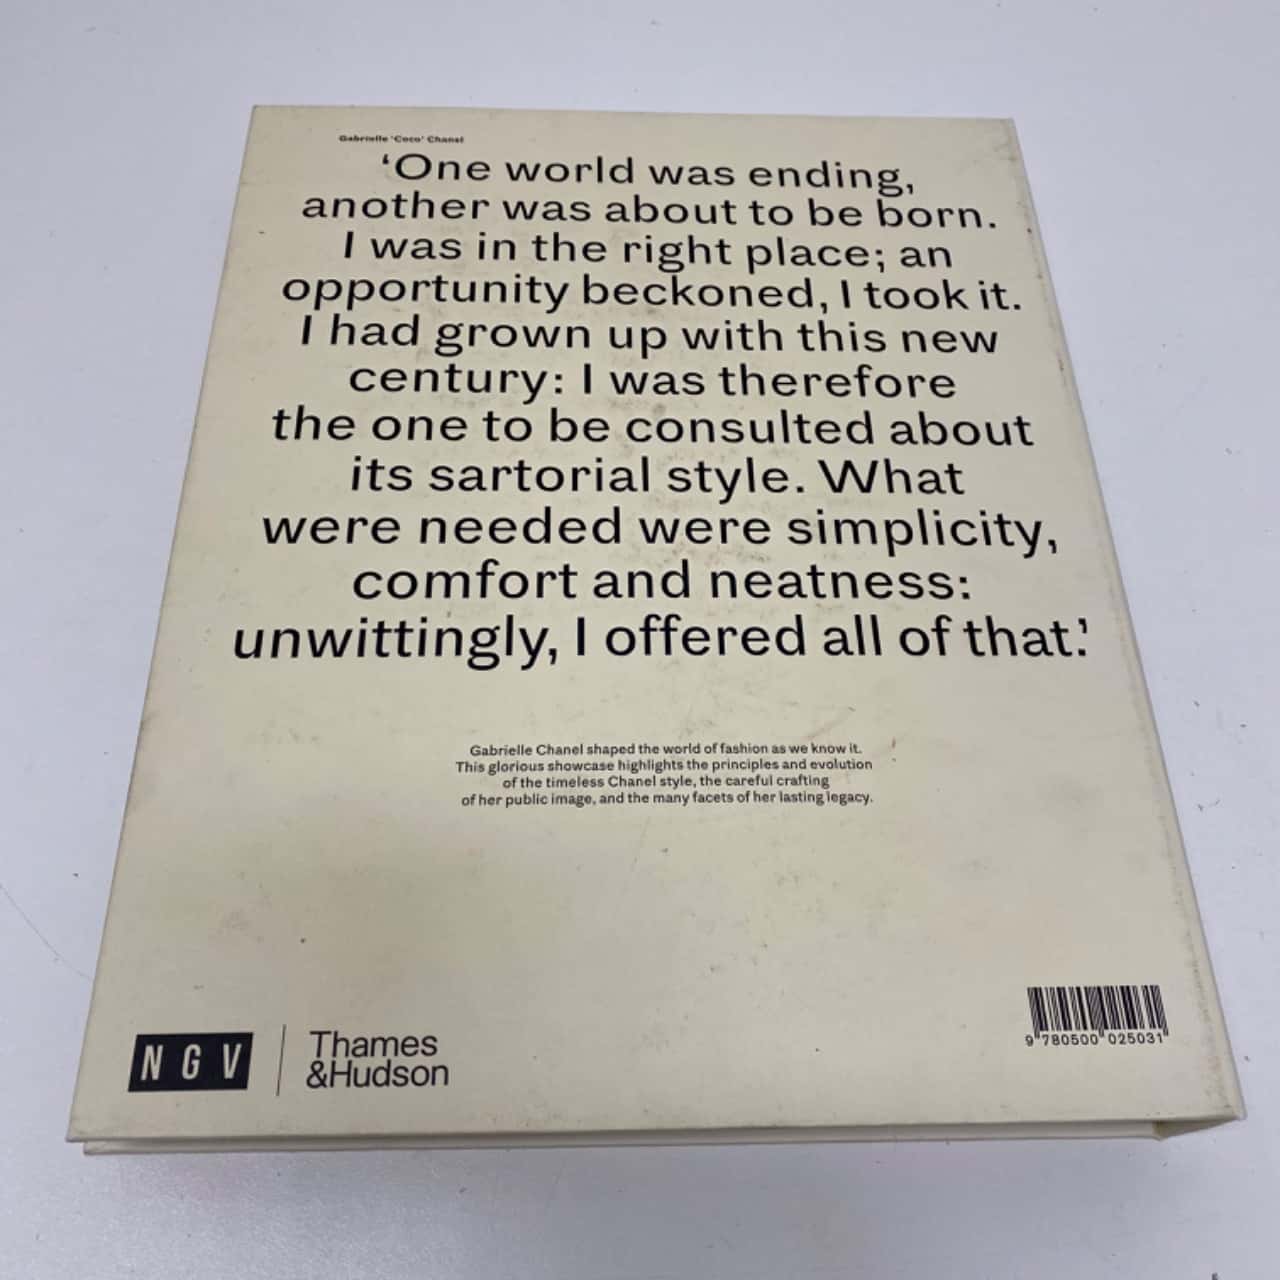 Gabrielle 'Coco' Chanel
‘One world was ending,
another was about to be born.
I was in the right place; an
opportunity beckoned, I took it.
I had grown up with this new
century: I was therefore
the one to be consulted about
its sartorial style. What
were needed were simplicity,
comfort and neatness:
unwittingly, I offered all of that.’
Gabrielle Chanel shaped the world of fashion as we know it.
This glorious showcase highlights the principles and evolution
of the timeless Chanel style, the careful crafting
of her public image, and the many facets of her lasting legacy.
NGV
Thames
&Hudson
9 780500 025031